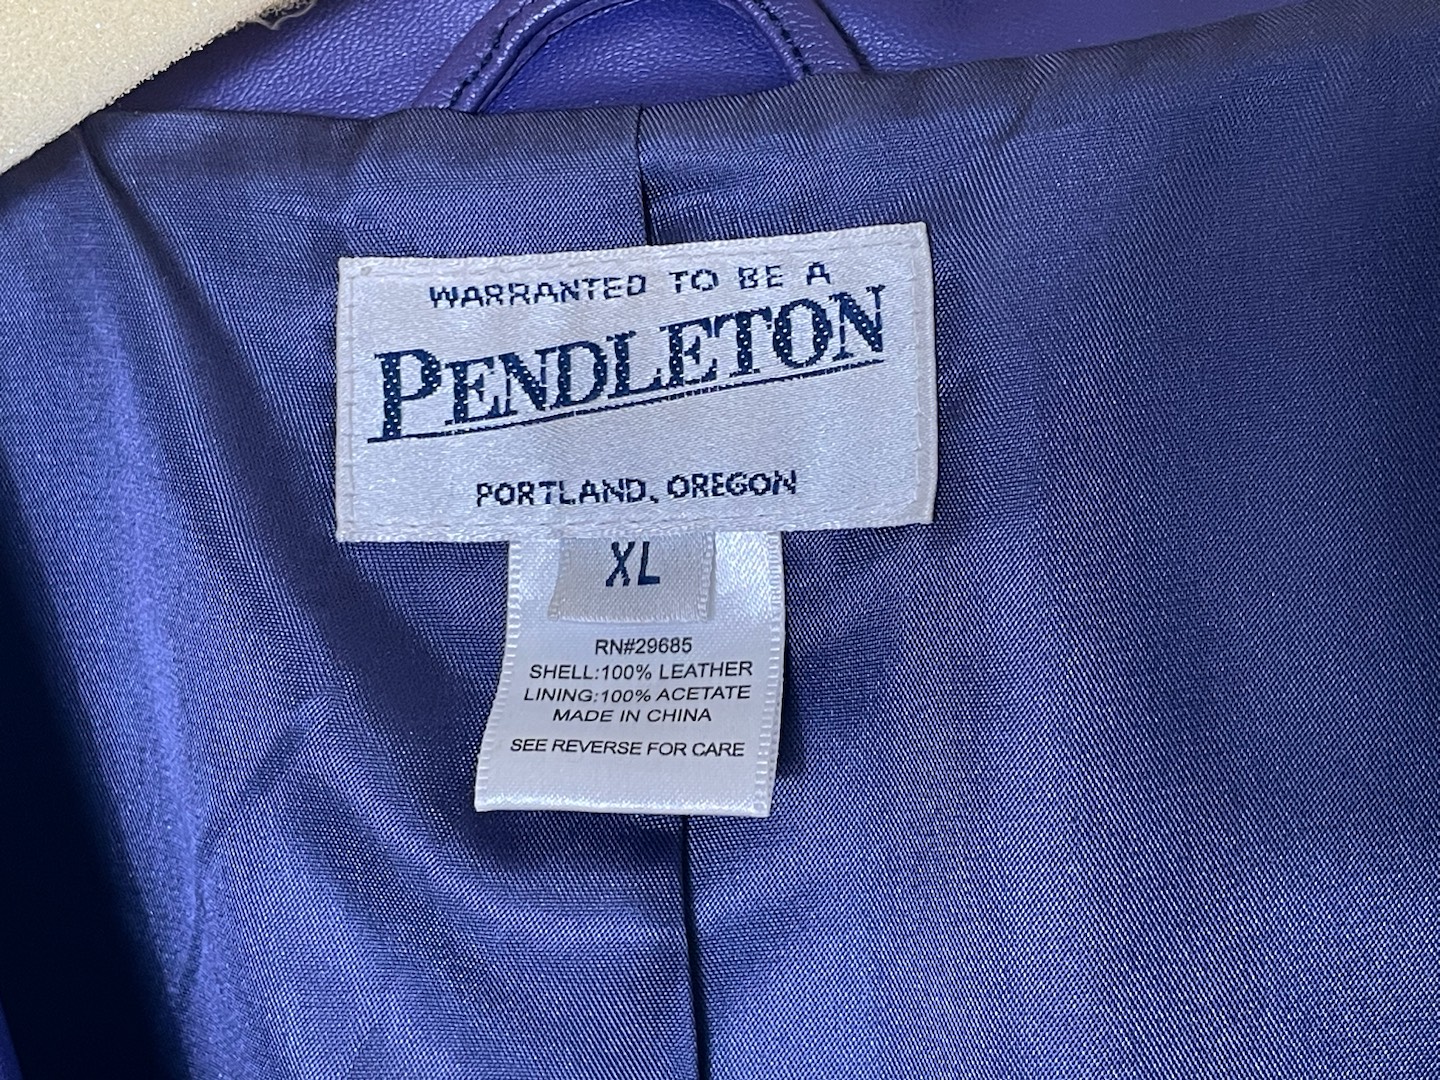 WARRANTED TO BE A
PENDLETON
PORTLAND, OREGON
XL
RN#29685
SHELL:100% LEATHER
LINING:100% ACETATE
MADE IN CHINA
SEE REVERSE FOR CARE